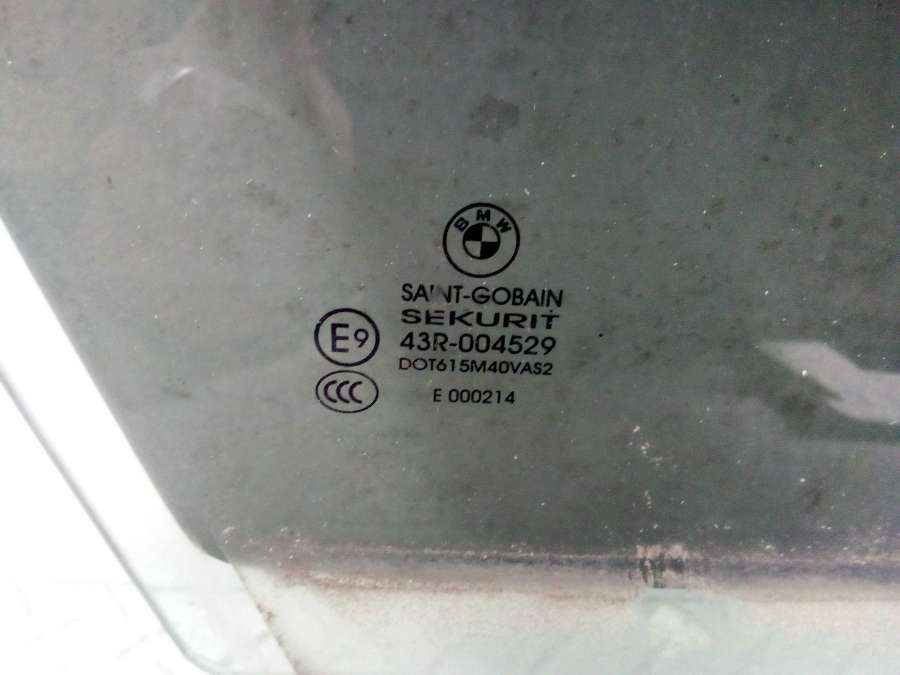 BMW
SAINT-GOBAIN
SEKURIT
E9
43R-004529
DOT615M40VAS2
CCC
E 000214